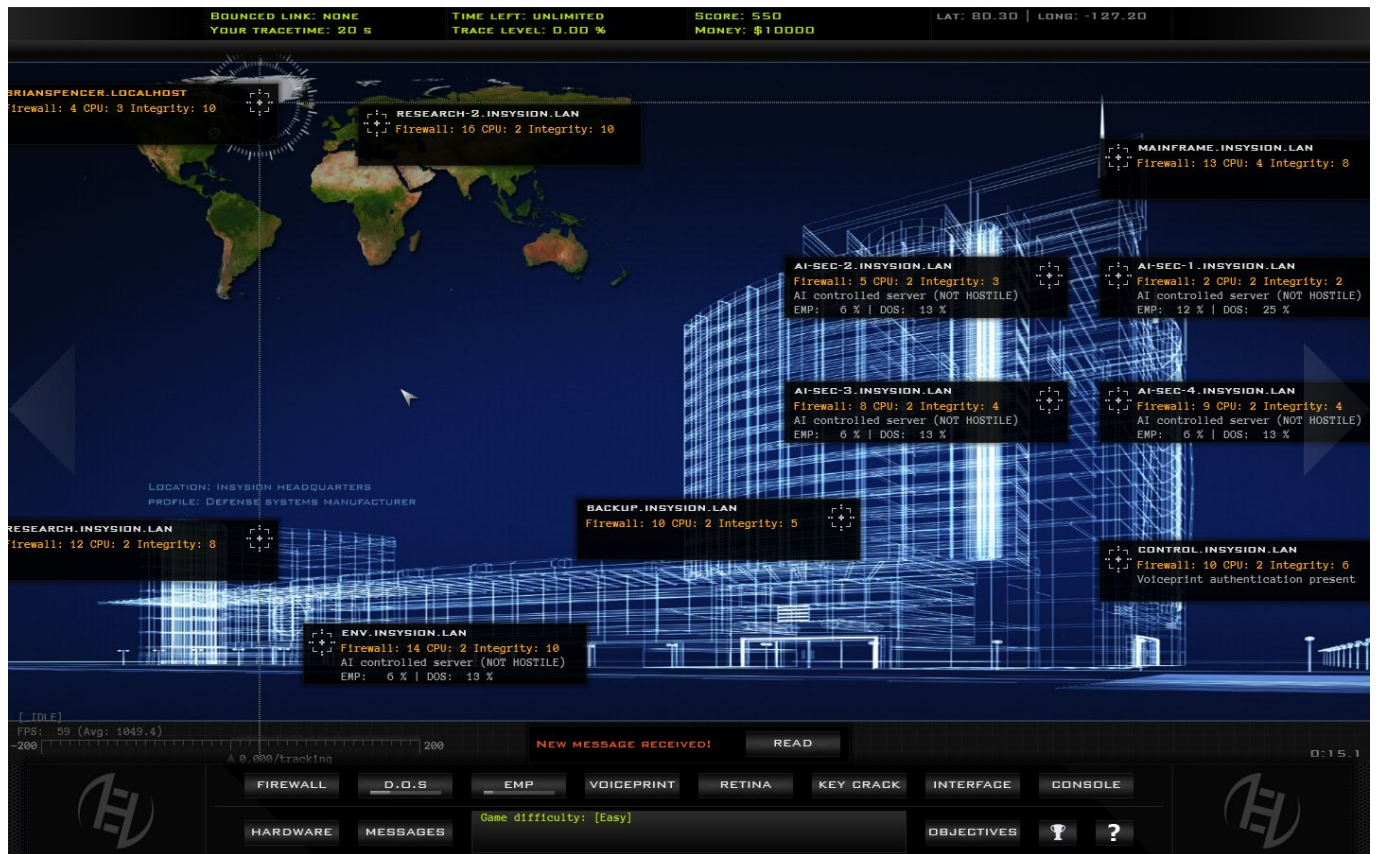 BOUNCED LINK: NONE
YOUR TRACETIME: 20 S
TIME LEFT: UNLIMITED
TRACE LEVEL: 0.00 %
SCORE: 550
MONEY: $10000
LAT: 80.30 | LONG: -127.20
BRIANSPENCER.LOCALHOST
Firewall: 4 CPU: 3 Integrity: 10
RESEARCH-2.INSYSION.LAN
Firewall: 16 CPU: 2 Integrity: 10
MAINFRAME.INSYSION.LAN
Firewall: 13 CPU: 4 Integrity: 8
AI-SEC-2.INSYSION.LAN
Firewall: 5 CPU: 2 Integrity: 3
AI controlled server (NOT HOSTILE)
EMP: 6 % | DOS: 13 %
AI-SEC-1.INSYSION.LAN
Firewall: 2 CPU: 2 Integrity: 2
AI controlled server (NOT HOSTILE)
EMP: 12 % | DOS: 25 %
AI-SEC-3.INSYSION.LAN
Firewall: 8 CPU: 2 Integrity: 4
AI controlled server (NOT HOSTILE)
EMP: 6 % | DOS: 13 %
AI-SEC-4.INSYSION.LAN
Firewall: 9 CPU: 2 Integrity: 4
AI controlled server (NOT HOSTILE)
EMP: 6 % | DOS: 13 %
LOCATION: INSYSION HEADQUARTERS
PROFILE: DEFENSE SYSTEMS MANUFACTURER
RESEARCH.INSYSION.LAN
Firewall: 12 CPU: 2 Integrity: 8
BACKUP.INSYSION.LAN
Firewall: 10 CPU: 2 Integrity: 5
CONTROL.INSYSION.LAN
Firewall: 10 CPU: 2 Integrity: 6
Voiceprint authentication present
ENV.INSYSION.LAN
Firewall: 14 CPU: 2 Integrity: 10
AI controlled server (NOT HOSTILE)
EMP: 6 % | DOS: 13 %
[_IDLE]
FPS: 59 (Avg: 1049.4)
-200
200
0.000/tracking
NEW MESSAGE RECEIVED!
READ
0:15.1
FIREWALL
D.O.S
EMP
VOICEPRINT
RETINA
KEY CRACK
INTERFACE
CONSOLE
HARDWARE
MESSAGES
Game difficulty: [Easy]
OBJECTIVES
?